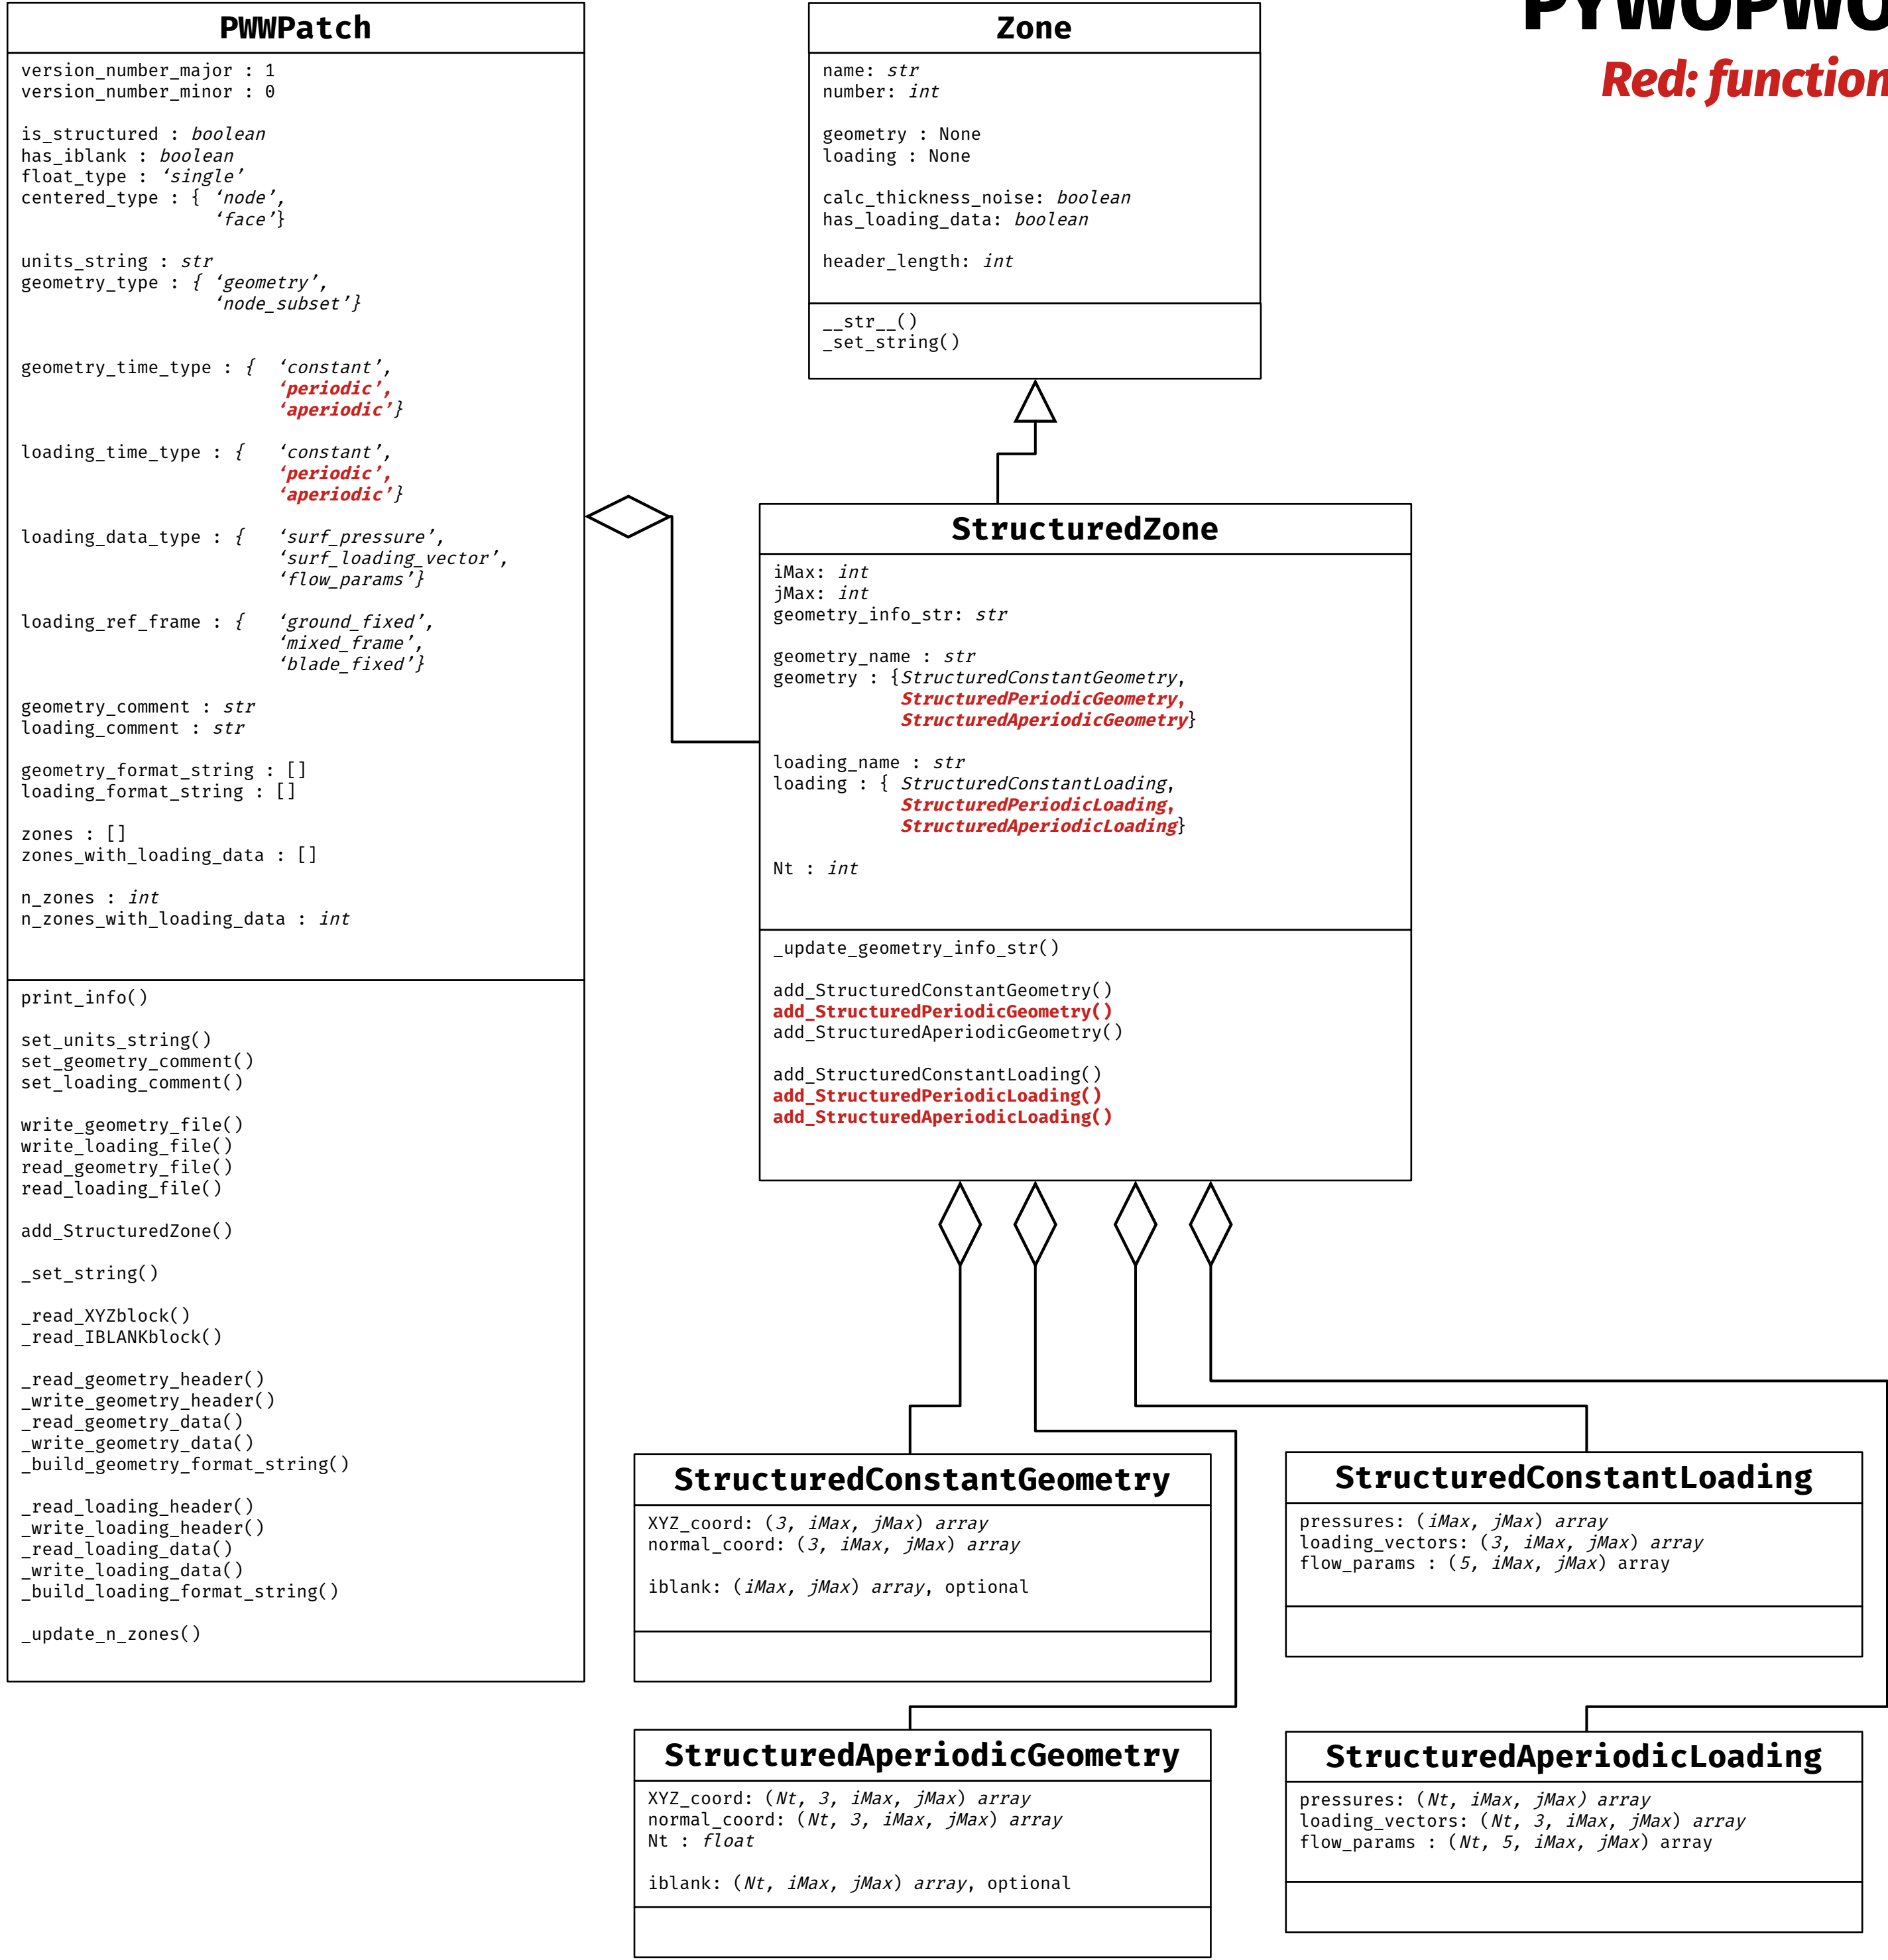 PWWPatch
version_number_major : 1
version_number_minor : 0
is_structured : boolean
has_iblank : boolean
float_type : ‘single’
centered_type : { ‘node’,
‘face’}
units_string : str
geometry_type : { ‘geometry’,
‘node_subset’}
geometry_time_type : { ‘constant’,
‘periodic’,
‘aperiodic’}
loading_time_type : { ‘constant’,
‘periodic’,
‘aperiodic’}
loading_data_type : { ‘surf_pressure’,
‘surf_loading_vector’,
‘flow_params’}
loading_ref_frame : { ‘ground_fixed’,
‘mixed_frame’,
‘blade_fixed’}
geometry_comment : str
loading_comment : str
geometry_format_string : []
loading_format_string : []
zones : []
zones_with_loading_data : []
n_zones : int
n_zones_with_loading_data : int
print_info()
set_units_string()
set_geometry_comment()
set_loading_comment()
write_geometry_file()
write_loading_file()
read_geometry_file()
read_loading_file()
add_StructuredZone()
_set_string()
_read_XYZblock()
_read_IBLANKblock()
_read_geometry_header()
_write_geometry_header()
_read_geometry_data()
_write_geometry_data()
_build_geometry_format_string()
_read_loading_header()
_write_loading_header()
_read_loading_data()
_write_loading_data()
_build_loading_format_string()
_update_n_zones()
Zone
name: str
number: int
geometry : None
loading : None
calc_thickness_noise: boolean
has_loading_data: boolean
header_length: int
__str__()
_set_string()
PYWOPWO
Red: function
StructuredZone
iMax: int
jMax: int
geometry_info_str: str
geometry_name : str
geometry : {StructuredConstantGeometry,
StructuredPeriodicGeometry,
StructuredAperiodicGeometry}
loading_name : str
loading : { StructuredConstantLoading,
StructuredPeriodicLoading,
StructuredAperiodicLoading}
Nt : int
_update_geometry_info_str()
add_StructuredConstantGeometry()
add_StructuredPeriodicGeometry()
add_StructuredAperiodicGeometry()
add_StructuredConstantLoading()
add_StructuredPeriodicLoading()
add_StructuredAperiodicLoading()
StructuredConstantGeometry
XYZ_coord: (3, iMax, jMax) array
normal_coord: (3, iMax, jMax) array
iblank: (iMax, jMax) array, optional
StructuredConstantLoading
pressures: (iMax, jMax) array
loading_vectors: (3, iMax, jMax) array
flow_params : (5, iMax, jMax) array
StructuredAperiodicGeometry
XYZ_coord: (Nt, 3, iMax, jMax) array
normal_coord: (Nt, 3, iMax, jMax) array
Nt : float
iblank: (Nt, iMax, jMax) array, optional
StructuredAperiodicLoading
pressures: (Nt, iMax, jMax) array
loading_vectors: (Nt, 3, iMax, jMax) array
flow_params : (Nt, 5, iMax, jMax) array